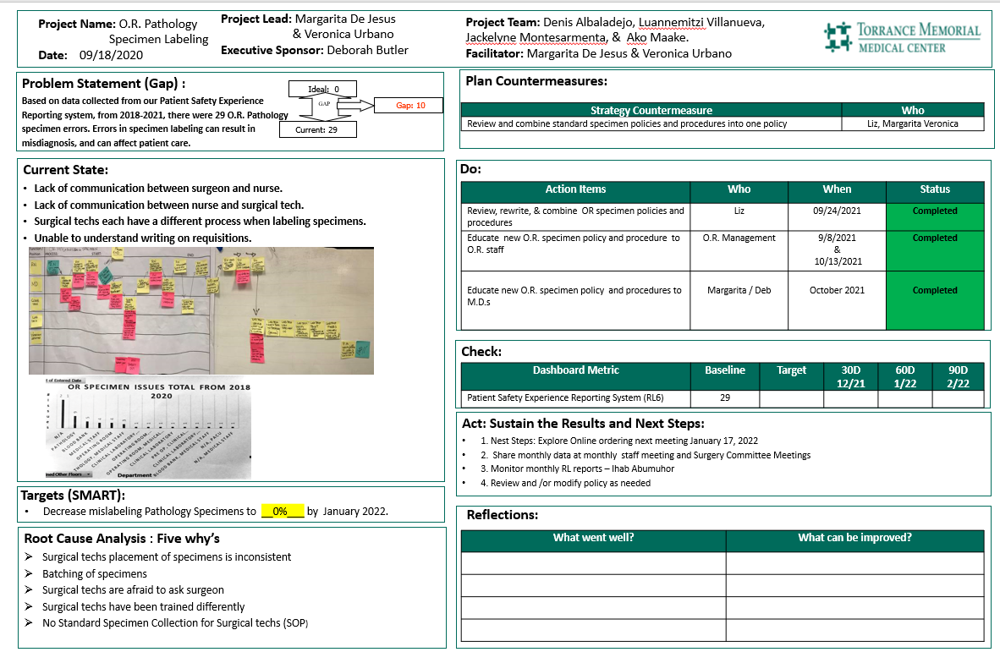 Project Name: O.R. Pathology
Specimen Labeling
Date: 09/18/2020
Project Lead: Margarita De Jesus
& Veronica Urbano
Executive Sponsor: Deborah Butler
Project Team: Denis Albaladejo, Luannemitzi Villanueva,
Jackelyne Montesarmenta, & Ako Maake.
Facilitator: Margarita De Jesus & Veronica Urbano
TORRANCE MEMORIAL
MEDICAL CENTER
Problem Statement (Gap) :
Based on data collected from our Patient Safety Experience
Reporting system, from 2018-2021, there were 29 O.R. Pathology
specimen errors. Errors in specimen labeling can result in
misdiagnosis, and can affect patient care.
Ideal: 0
GAP
Gap: 10
Current: 29
Current State:
• Lack of communication between surgeon and nurse.
• Lack of communication between nurse and surgical tech.
• Surgical techs each have a different process when labeling specimens.
• Unable to understand writing on requisitions.
PROCESS
START
END
OR SPECIMEN ISSUES TOTAL FROM 2018
2020
N/A
PATHOLOGY
BLOOD BANK
MEDICAL STAFF
OPERATING ROOM
Department
Targets (SMART):
• Decrease mislabeling Pathology Specimens to __0%___ by January 2022.
Root Cause Analysis : Five why's
➢ Surgical techs placement of specimens is inconsistent
➢ Batching of specimens
➢ Surgical techs are afraid to ask surgeon
➢ Surgical techs have been trained differently
➢ No Standard Specimen Collection for Surgical techs (SOP)
Plan Countermeasures:
Strategy Countermeasure Who
Review and combine standard specimen policies and procedures into one policy Liz, Margarita Veronica
Do:
Action Items Who When Status
Review, rewrite, & combine OR specimen policies and
procedures
Liz 09/24/2021 Completed
Educate new O.R. specimen policy and procedure to
O.R. staff
O.R. Management
9/8/2021
&
10/13/2021
Completed
Educate new O.R. specimen policy and procedures to
M.D.s
Margarita / Deb October 2021 Completed
Check:
Dashboard Metric Baseline Target 30D 60D 90D
12/21 1/22 2/22
Patient Safety Experience Reporting System (RL6) 29
Act: Sustain the Results and Next Steps:
• 1. Nest Steps: Explore Online ordering next meeting January 17, 2022
• 2. Share monthly data at monthly staff meeting and Surgery Committee Meetings
• 3. Monitor monthly RL reports – Ihab Abumuhor
• 4. Review and /or modify policy as needed
Reflections:
What went well? What can be improved?